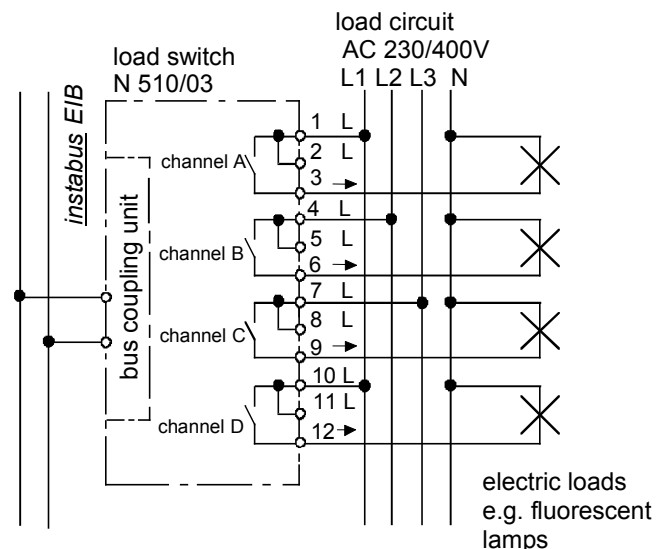 load circuit
AC 230/400V
L1 L2 L3 N
load switch
N 510/03
instabus EIB
bus coupling unit
1 L
channel A
2 L
3
4 L
channel B
5 L
6
7 L
channel C
8 L
9
10 L
channel D
11 L
12
electric loads
e.g. fluorescent
lamps